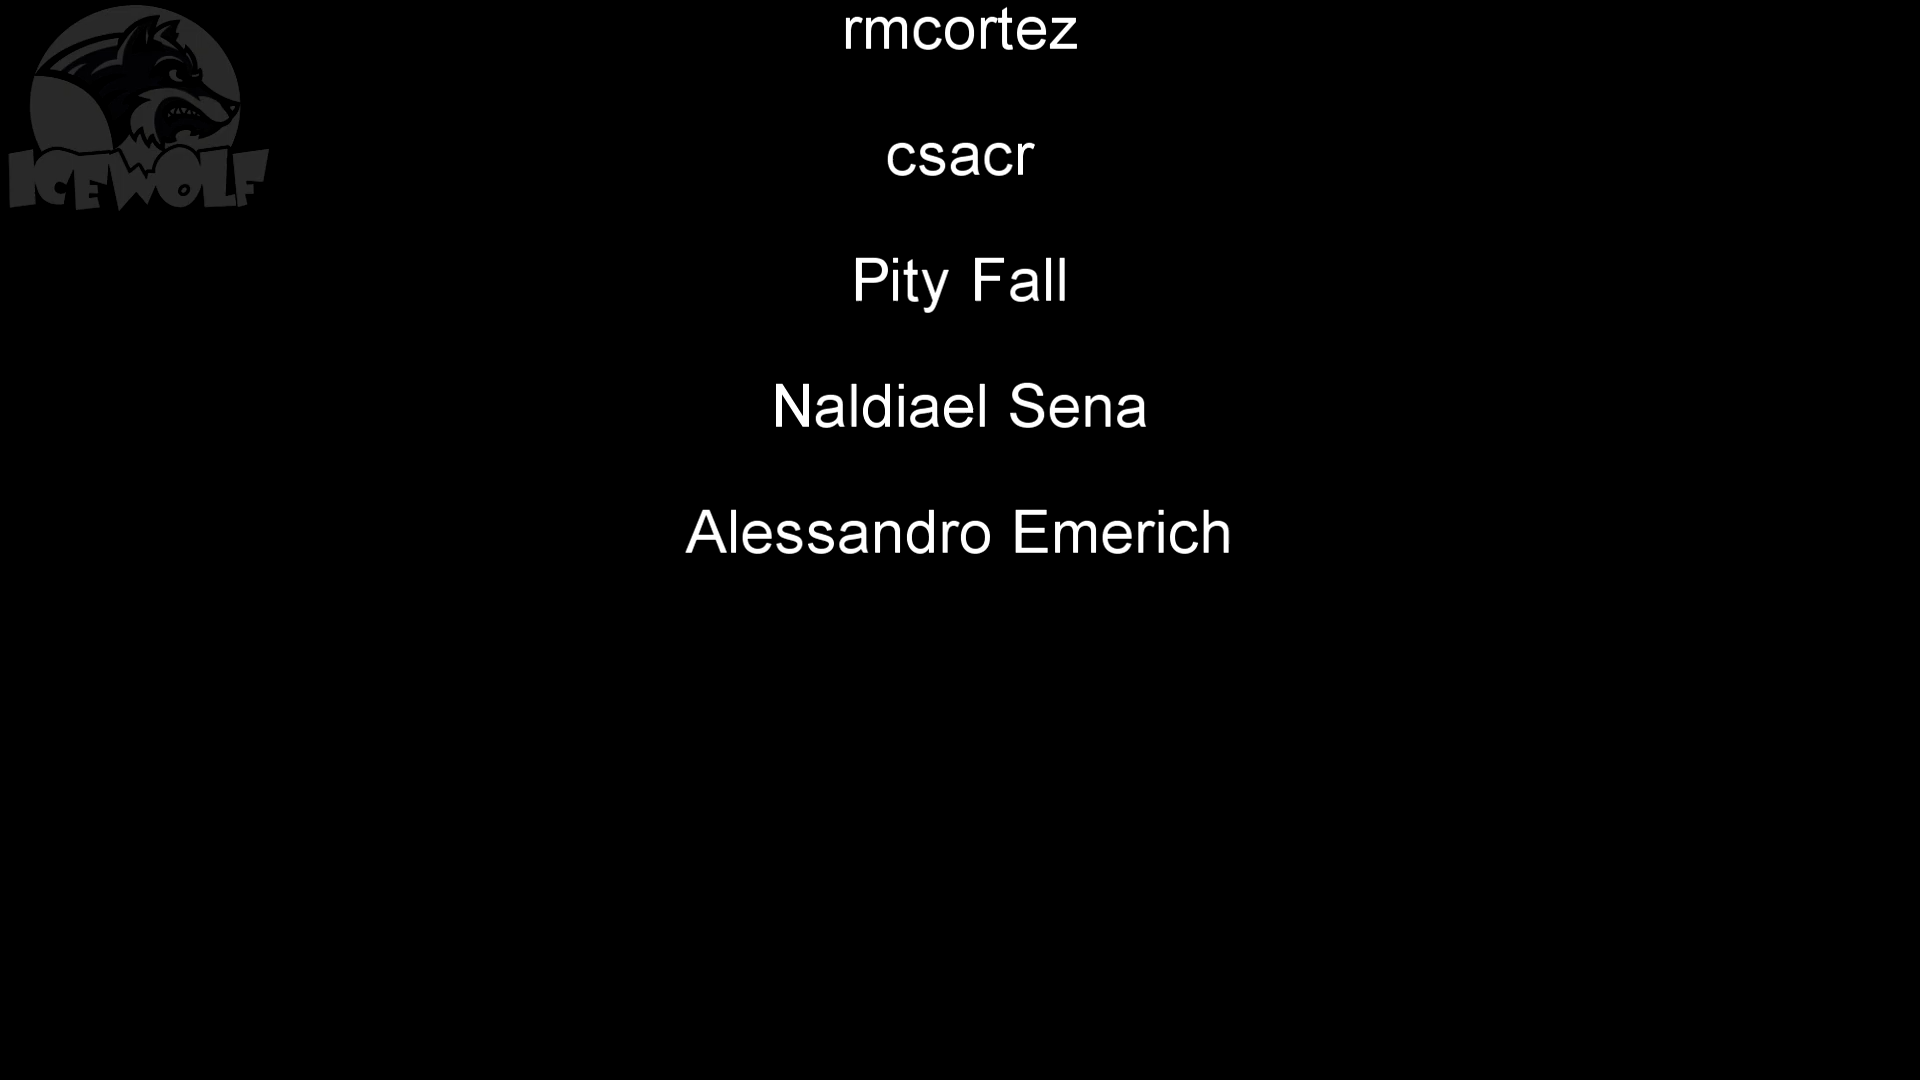 ICEWOLF
rmcortez
csacr
Pity Fall
Naldiael Sena
Alessandro Emerich